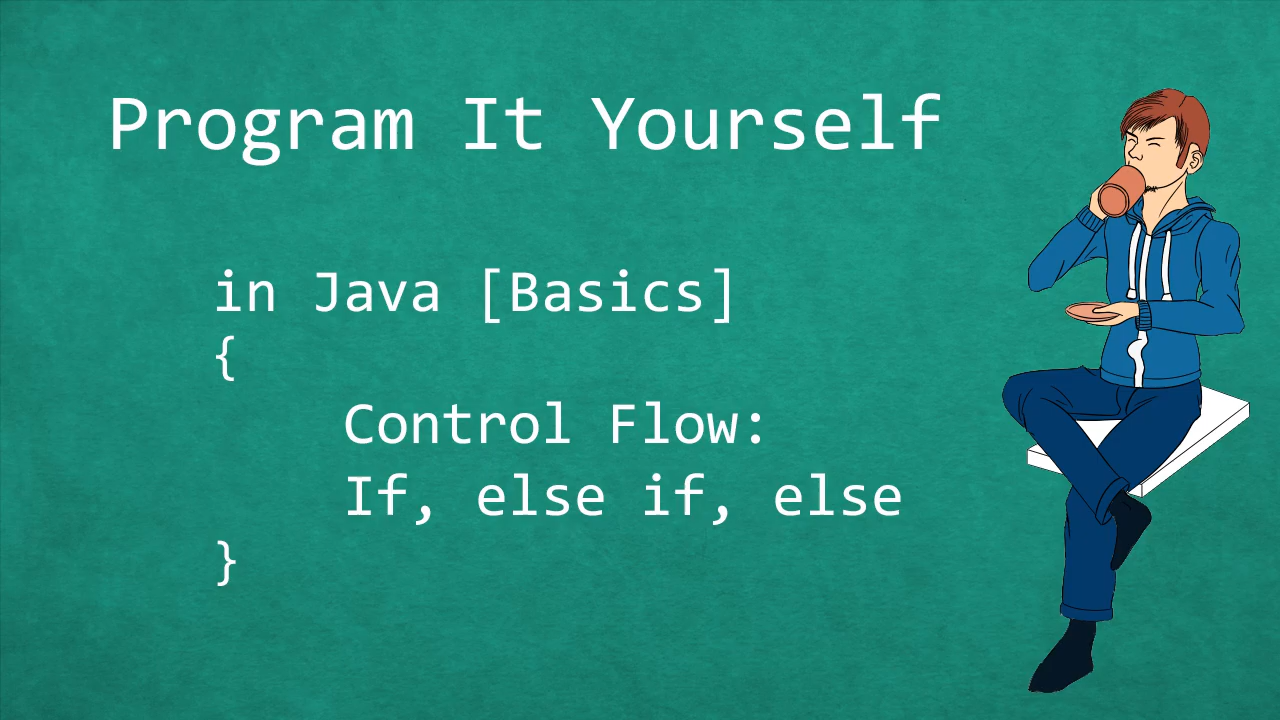 Program It Yourself
in Java [Basics]
{
Control Flow:
If, else if, else
}